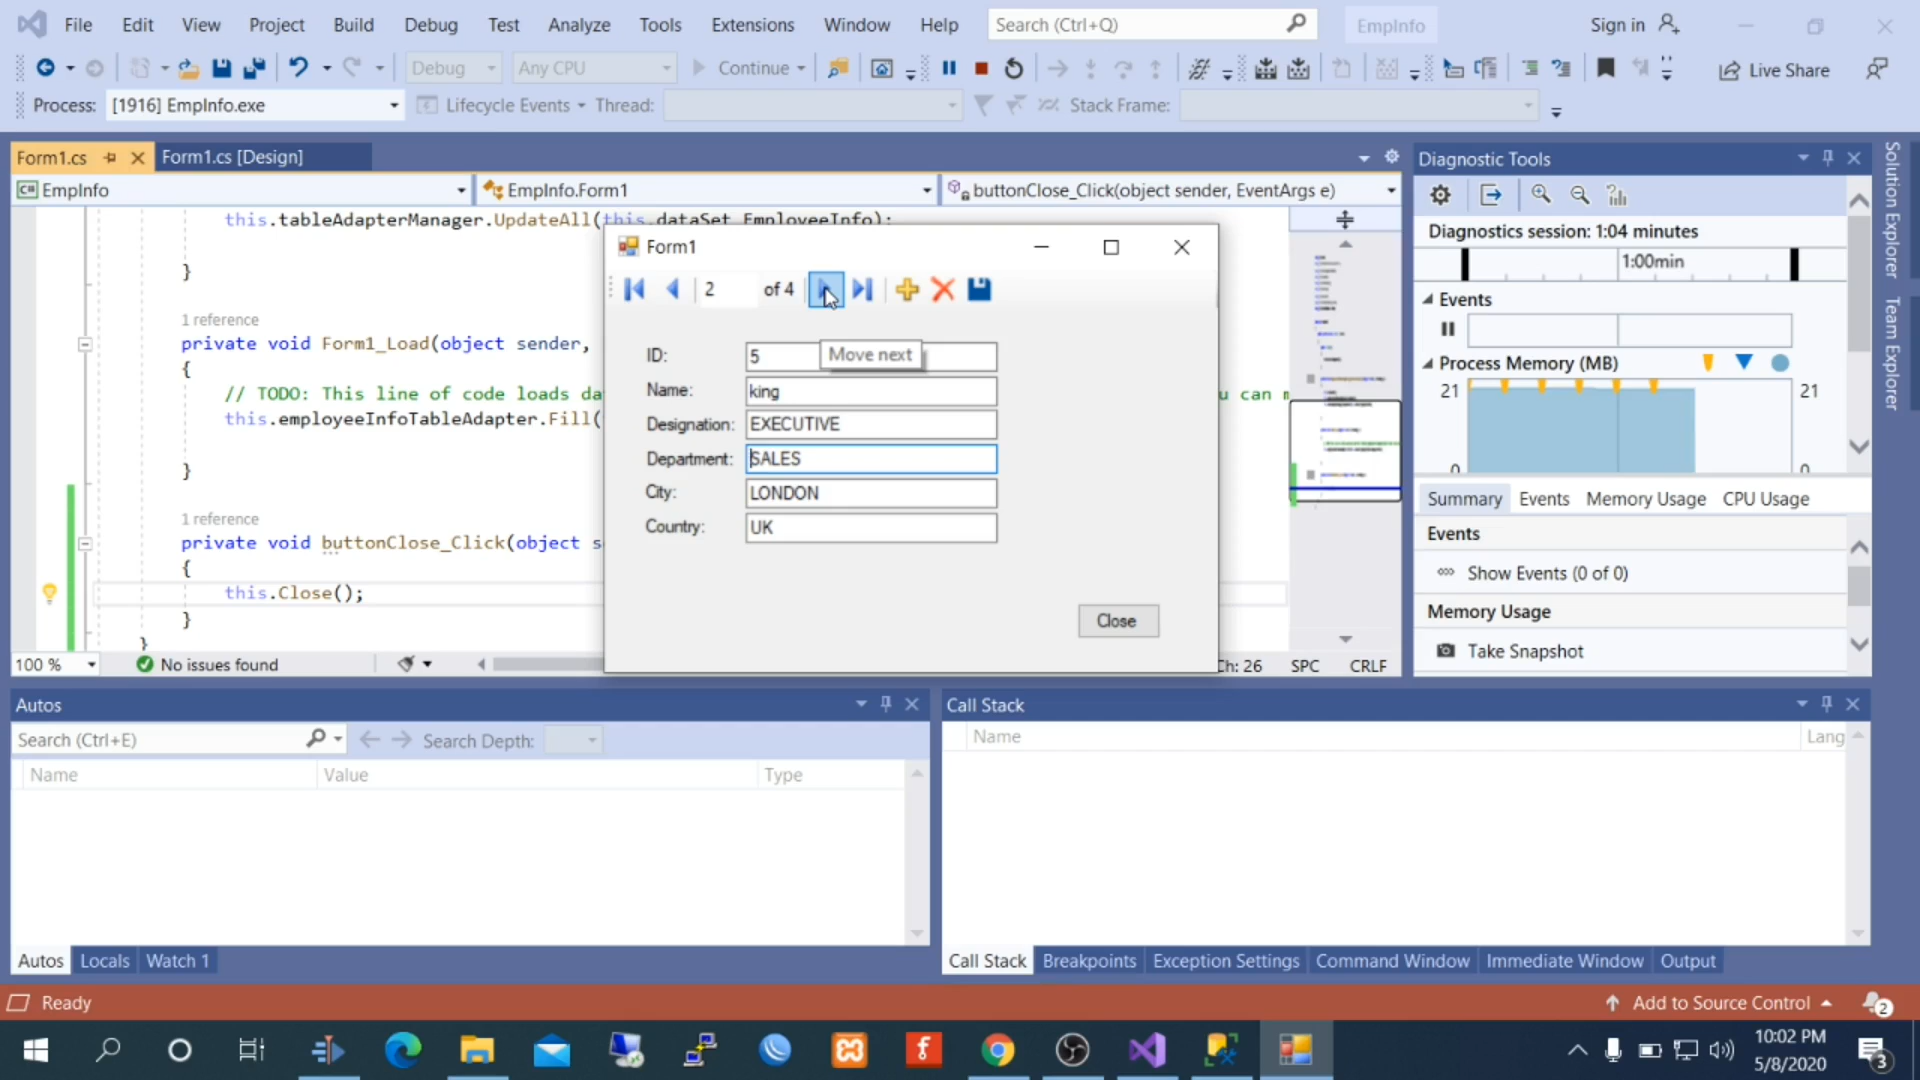 File Edit View Project Build Debug Test Analyze Tools Extensions Window Help Search (Ctrl+Q) EmpInfo Sign in
Debug Any CPU Continue Live Share
Process: [1916] EmpInfo.exe Lifecycle Events Thread: Stack Frame:
Form1.cs Form1.cs [Design]
EmpInfo EmpInfo.Form1 buttonClose_Click(object sender, EventArgs e)
this.tableAdapterManager.UpdateAll(this.dataSet_EmployeeInfo);
}
1 reference
private void Form1_Load(object sender,
{
// TODO: This line of code loads da
u can m
this.employeeInfoTableAdapter.Fill(
}
1 reference
private void buttonClose_Click(object s
{
this.Close();
}
}
100 % No issues found Ch: 26 SPC CRLF
Form1
2 of 4
Move next
ID: 5
Name: king
Designation: EXECUTIVE
Department: SALES
City: LONDON
Country: UK
Close
Diagnostic Tools
Diagnostics session: 1:04 minutes
1:00min
Events
Process Memory (MB)
21 21
0 0
Summary Events Memory Usage CPU Usage
Events
Show Events (0 of 0)
Memory Usage
Take Snapshot
Solution Explorer
Team Explorer
Autos
Search (Ctrl+E) Search Depth:
Name Value Type
Autos Locals Watch 1
Call Stack
Name Lang
Call Stack Breakpoints Exception Settings Command Window Immediate Window Output
Ready Add to Source Control 2
10:02 PM
5/8/2020
3